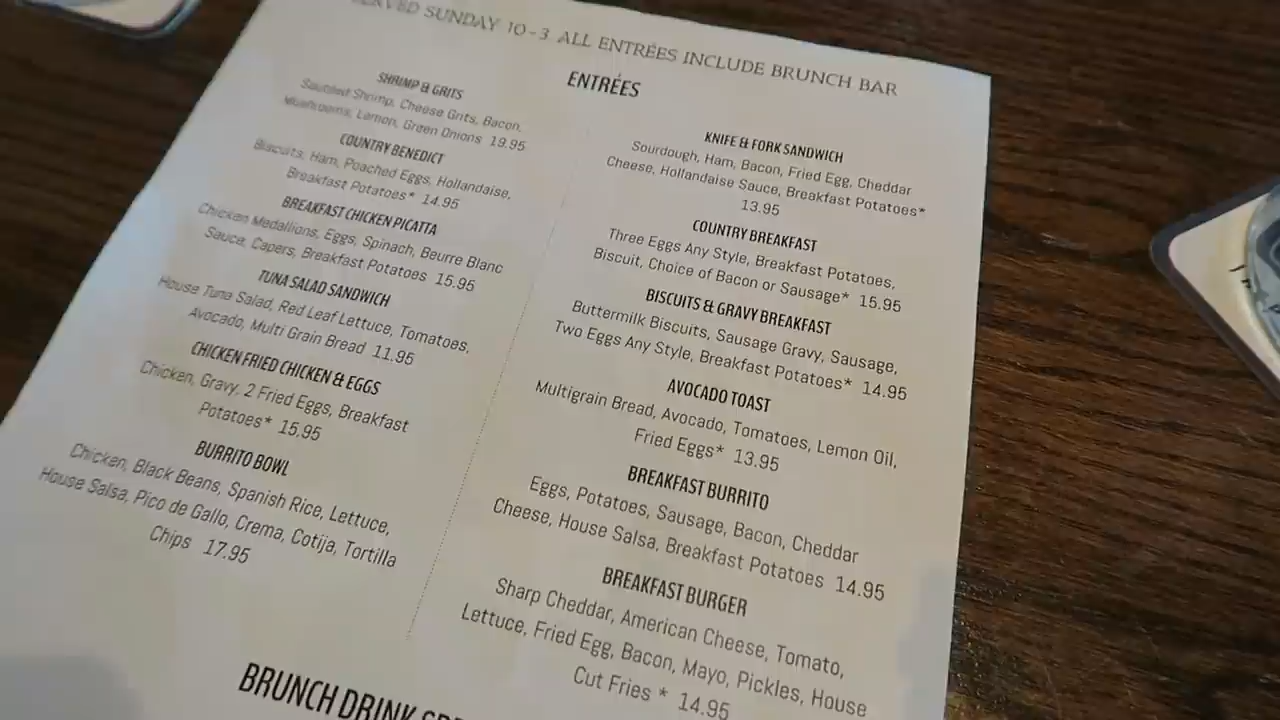 SERVED SUNDAY 10-3 ALL ENTRÉES INCLUDE BRUNCH BAR
ENTRÉES
SHRIMP & GRITS
Sautéed Shrimp, Cheese Grits, Bacon,
Mushrooms, Lemon, Green Onions 19.95
COUNTRY BENEDICT
Biscuits, Ham, Poached Eggs, Hollandaise,
Breakfast Potatoes* 14.95
BREAKFAST CHICKEN PICATTA
Chicken Medallions, Eggs, Spinach, Beurre Blanc
Sauce, Capers, Breakfast Potatoes 15.95
TUNA SALAD SANDWICH
House Tuna Salad, Red Leaf Lettuce, Tomatoes,
Avocado, Multi Grain Bread 11.95
CHICKEN FRIED CHICKEN & EGGS
Chicken, Gravy, 2 Fried Eggs, Breakfast
Potatoes* 15.95
BURRITO BOWL
Chicken, Black Beans, Spanish Rice, Lettuce,
House Salsa, Pico de Gallo, Crema, Cotija, Tortilla
Chips 17.95
KNIFE & FORK SANDWICH
Sourdough, Ham, Bacon, Fried Egg, Cheddar
Cheese, Hollandaise Sauce, Breakfast Potatoes*
13.95
COUNTRY BREAKFAST
Three Eggs Any Style, Breakfast Potatoes,
Biscuit, Choice of Bacon or Sausage* 15.95
BISCUITS & GRAVY BREAKFAST
Buttermilk Biscuits, Sausage Gravy, Sausage,
Two Eggs Any Style, Breakfast Potatoes* 14.95
AVOCADO TOAST
Multigrain Bread, Avocado, Tomatoes, Lemon Oil,
Fried Eggs* 13.95
BREAKFAST BURRITO
Eggs, Potatoes, Sausage, Bacon, Cheddar
Cheese, House Salsa, Breakfast Potatoes 14.95
BREAKFAST BURGER
Sharp Cheddar, American Cheese, Tomato,
Lettuce, Fried Egg, Bacon, Mayo, Pickles, House
Cut Fries * 14.95
BRUNCH DRINK